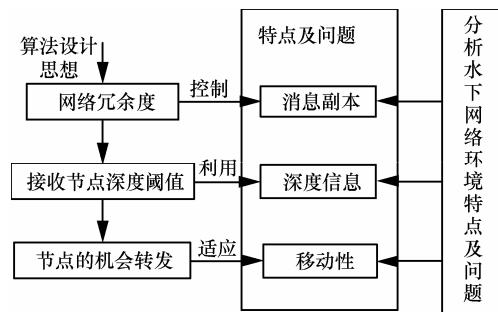 算法设计
思想
特点及问题
网络冗余度
控制
消息副本
接收节点深度阈值
利用
深度信息
节点的机会转发
适应
移动性
分析水下网络环境特点及问题